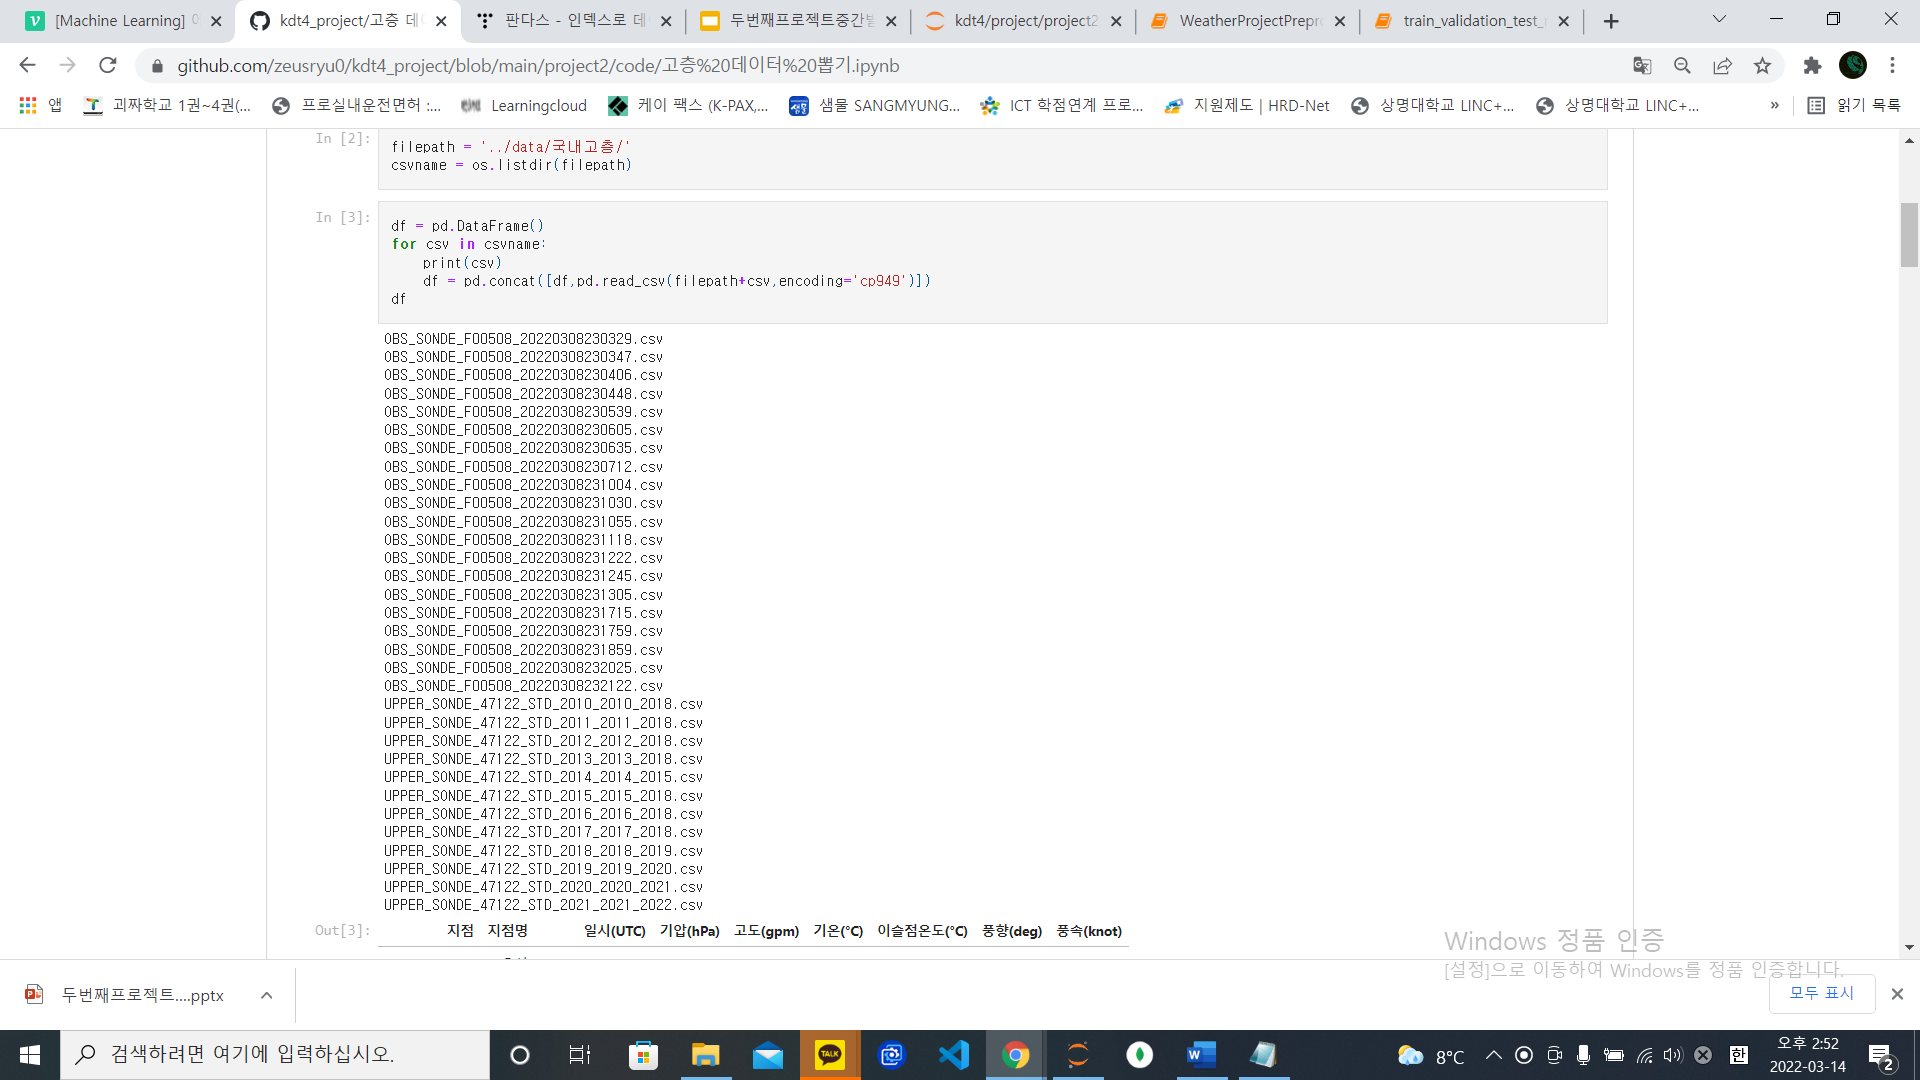 [Machine Learning]
kdt4_project/고층 데
판다스 - 인덱스로 데
두번째프로젝트중간발
kdt4/project/project2
WeatherProjectPrepr
train_validation_test_
github.com/zeusryu0/kdt4_project/blob/main/project2/code/고층%20데이터%20뽑기.ipynb
앱
괴짜학교 1권~4권(...
프로실내운전면허 :...
Learningcloud
케이 팩스 (K-PAX,...
샘물 SANGMYUNG...
ICT 학점연계 프로...
지원제도 | HRD-Net
상명대학교 LINC+...
상명대학교 LINC+...
»
읽기 목록
In [2]:
filepath = '../data/국내고층/'
csvname = os.listdir(filepath)
In [3]:
df = pd.DataFrame()
for csv in csvname:
    print(csv)
    df = pd.concat([df,pd.read_csv(filepath+csv,encoding='cp949')])
df
OBS_SONDE_F00508_20220308230329.csv
OBS_SONDE_F00508_20220308230347.csv
OBS_SONDE_F00508_20220308230406.csv
OBS_SONDE_F00508_20220308230448.csv
OBS_SONDE_F00508_20220308230539.csv
OBS_SONDE_F00508_20220308230605.csv
OBS_SONDE_F00508_20220308230635.csv
OBS_SONDE_F00508_20220308230712.csv
OBS_SONDE_F00508_20220308231004.csv
OBS_SONDE_F00508_20220308231030.csv
OBS_SONDE_F00508_20220308231055.csv
OBS_SONDE_F00508_20220308231118.csv
OBS_SONDE_F00508_20220308231222.csv
OBS_SONDE_F00508_20220308231245.csv
OBS_SONDE_F00508_20220308231305.csv
OBS_SONDE_F00508_20220308231715.csv
OBS_SONDE_F00508_20220308231759.csv
OBS_SONDE_F00508_20220308231859.csv
OBS_SONDE_F00508_20220308232025.csv
OBS_SONDE_F00508_20220308232122.csv
UPPER_SONDE_47122_STD_2010_2010_2018.csv
UPPER_SONDE_47122_STD_2011_2011_2018.csv
UPPER_SONDE_47122_STD_2012_2012_2018.csv
UPPER_SONDE_47122_STD_2013_2013_2018.csv
UPPER_SONDE_47122_STD_2014_2014_2015.csv
UPPER_SONDE_47122_STD_2015_2015_2018.csv
UPPER_SONDE_47122_STD_2016_2016_2018.csv
UPPER_SONDE_47122_STD_2017_2017_2018.csv
UPPER_SONDE_47122_STD_2018_2018_2019.csv
UPPER_SONDE_47122_STD_2019_2019_2020.csv
UPPER_SONDE_47122_STD_2020_2020_2021.csv
UPPER_SONDE_47122_STD_2021_2021_2022.csv
Out[3]:
지점 지점명 일시(UTC) 기압(hPa) 고도(gpm) 기온(°C) 이슬점온도(°C) 풍향(deg) 풍속(knot)
Windows 정품 인증
[설정]으로 이동하여 Windows를 정품 인증합니다.
두번째프로젝트....pptx
모두 표시
검색하려면 여기에 입력하십시오.
TALK
8°C
한
오후 2:52
2022-03-14
2